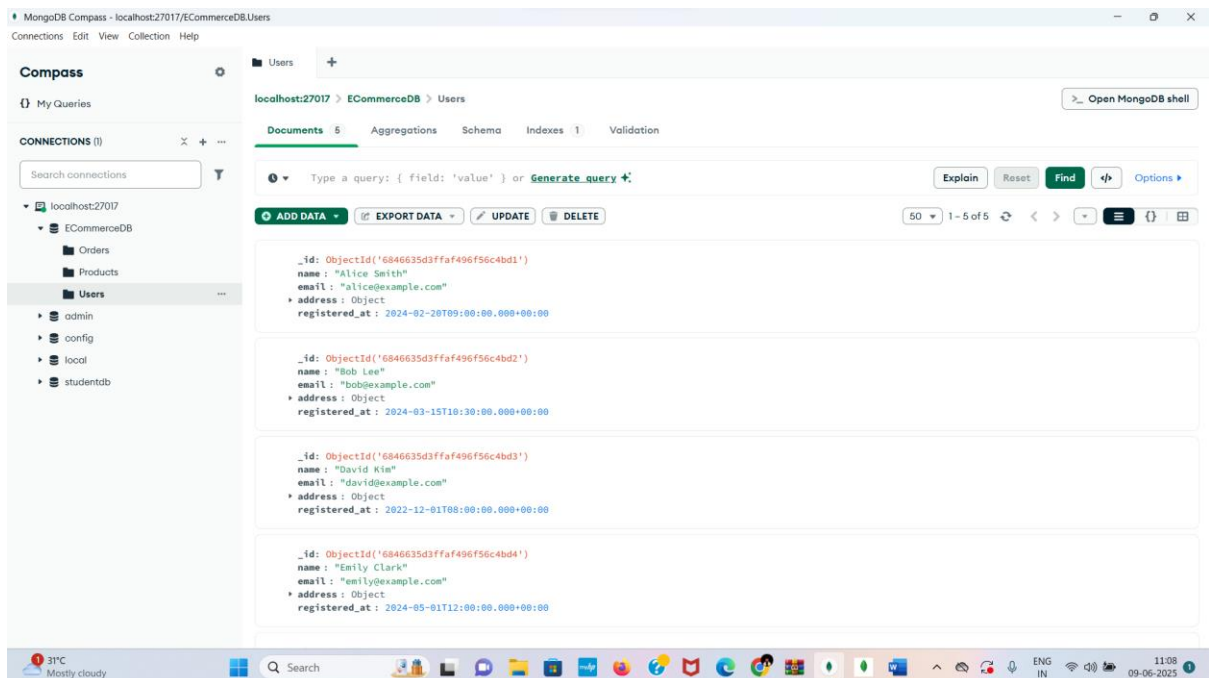 MongoDB Compass - localhost:27017/ECommerceDB.Users
Connections Edit View Collection Help
Compass
{} My Queries
CONNECTIONS (1)
Search connections
localhost:27017
ECommerceDB
Orders
Products
Users
admin
config
local
studentdb
Users
localhost:27017 > ECommerceDB > Users
>_ Open MongoDB shell
Documents 5 Aggregations Schema Indexes 1 Validation
Type a query: { field: 'value' } or Generate query
Explain Reset Find </> Options
ADD DATA EXPORT DATA UPDATE DELETE
50 1 – 5 of 5 {}
_id: ObjectId('6846635d3ffaf496f56c4bd1')
name : "Alice Smith"
email : "alice@example.com"
address : Object
registered_at : 2024-02-20T09:00:00.000+00:00
_id: ObjectId('6846635d3ffaf496f56c4bd2')
name : "Bob Lee"
email : "bob@example.com"
address : Object
registered_at : 2024-03-15T10:30:00.000+00:00
_id: ObjectId('6846635d3ffaf496f56c4bd3')
name : "David Kim"
email : "david@example.com"
address : Object
registered_at : 2022-12-01T08:00:00.000+00:00
_id: ObjectId('6846635d3ffaf496f56c4bd4')
name : "Emily Clark"
email : "emily@example.com"
address : Object
registered_at : 2024-05-01T12:00:00.000+00:00
1
31°C
Mostly cloudy
Search
ENG
IN
11:08
09-06-2025
1